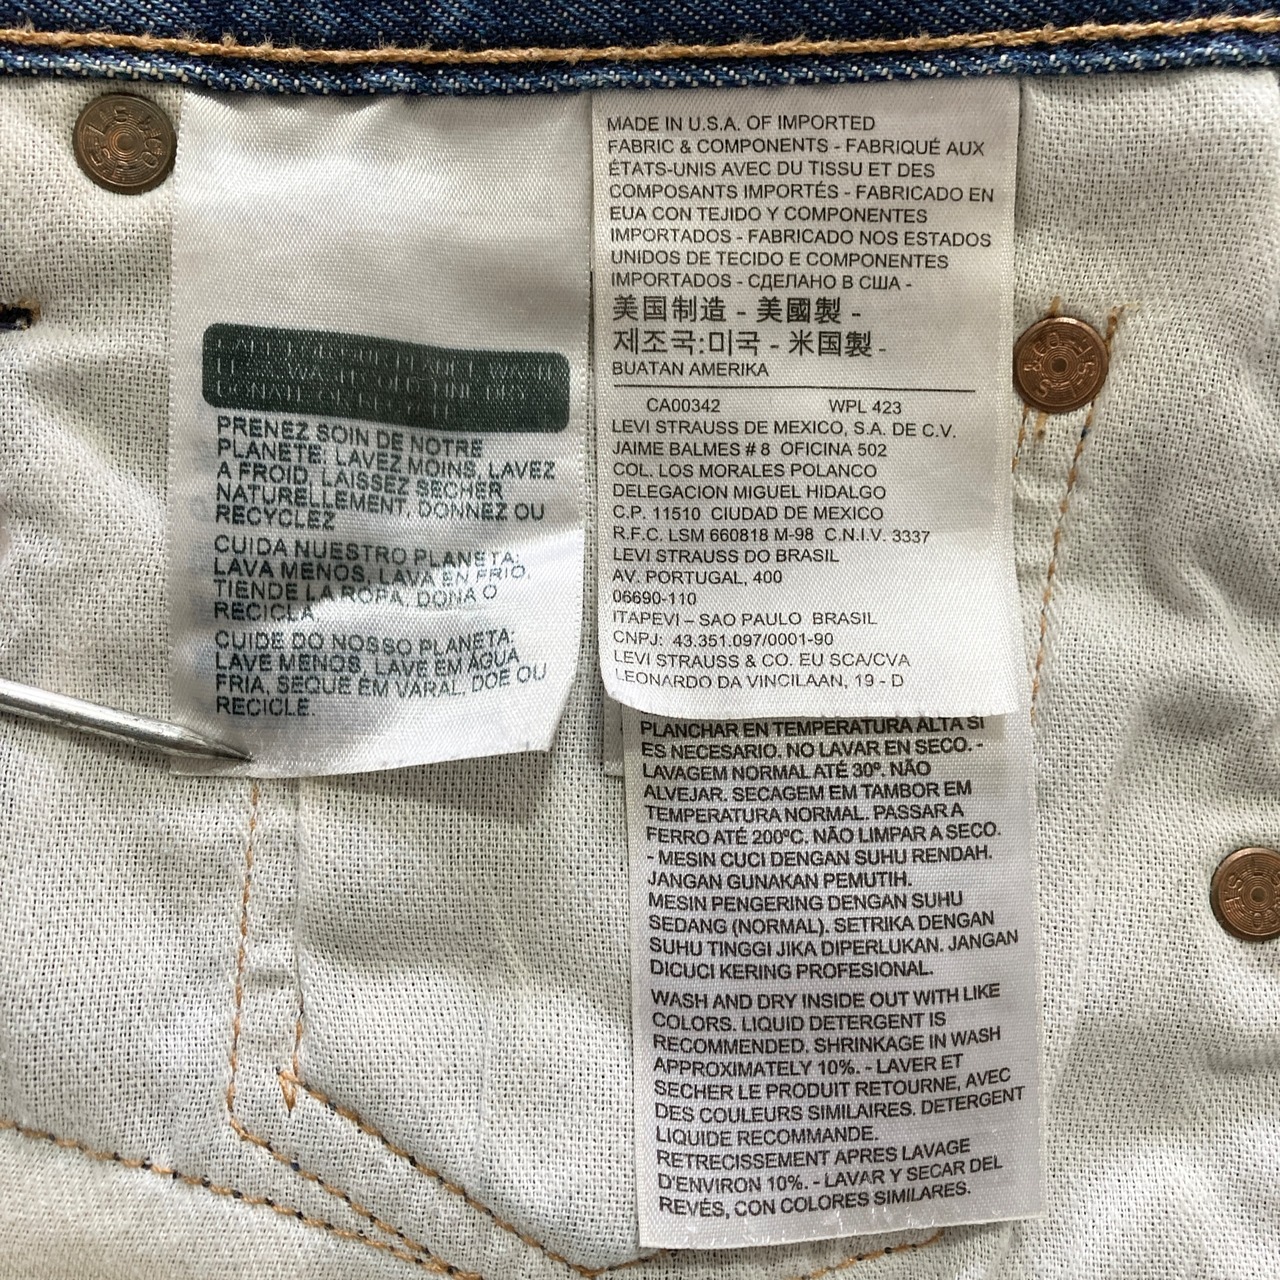 PRENEZ SOIN DE NOTRE
PLANETE: LAVEZ MOINS, LAVEZ
A FROID, LAISSEZ SECHER
NATURELLEMENT, DONNEZ OU
RECYCLEZ
CUIDA NUESTRO PLANETA:
LAVA MENOS, LAVA EN FRIO,
TIENDE LA ROPA, DONA O
RECICLA
CUIDE DO NOSSO PLANETA:
LAVE MENOS, LAVE EM ÁGUA
FRIA, SEQUE EM VARAL, DOE OU
RECICLE.
MADE IN U.S.A. OF IMPORTED
FABRIC & COMPONENTS - FABRIQUÉ AUX
ÉTATS-UNIS AVEC DU TISSU ET DES
COMPOSANTS IMPORTÉS - FABRICADO EN
EUA CON TEJIDO Y COMPONENTES
IMPORTADOS - FABRICADO NOS ESTADOS
UNIDOS DE TECIDO E COMPONENTES
IMPORTADOS - СДЕЛАНО В США -
美国制造 - 美國製 -
제조국:미국 - 米国製 -
BUATAN AMERIKA
CA00342 WPL 423
LEVI STRAUSS DE MEXICO, S.A. DE C.V.
JAIME BALMES # 8 OFICINA 502
COL. LOS MORALES POLANCO
DELEGACION MIGUEL HIDALGO
C.P. 11510 CIUDAD DE MEXICO
R.F.C. LSM 660818 M-98 C.N.I.V. 3337
LEVI STRAUSS DO BRASIL
AV. PORTUGAL, 400
06690-110
ITAPEVI – SAO PAULO BRASIL
CNPJ: 43.351.097/0001-90
LEVI STRAUSS & CO. EU SCA/CVA
LEONARDO DA VINCILAAN, 19 - D
PLANCHAR EN TEMPERATURA ALTA SI
ES NECESARIO. NO LAVAR EN SECO. -
LAVAGEM NORMAL ATÉ 30º. NÃO
ALVEJAR. SECAGEM EM TAMBOR EM
TEMPERATURA NORMAL. PASSAR A
FERRO ATÉ 200ºC. NÃO LIMPAR A SECO.
- MESIN CUCI DENGAN SUHU RENDAH.
JANGAN GUNAKAN PEMUTIH.
MESIN PENGERING DENGAN SUHU
SEDANG (NORMAL). SETRIKA DENGAN
SUHU TINGGI JIKA DIPERLUKAN. JANGAN
DICUCI KERING PROFESIONAL.
WASH AND DRY INSIDE OUT WITH LIKE
COLORS. LIQUID DETERGENT IS
RECOMMENDED. SHRINKAGE IN WASH
APPROXIMATELY 10%. - LAVER ET
SECHER LE PRODUIT RETOURNE, AVEC
DES COULEURS SIMILAIRES. DETERGENT
LIQUIDE RECOMMANDE.
RETRECISSEMENT APRES LAVAGE
D'ENVIRON 10%. - LAVAR Y SECAR DEL
REVÉS, CON COLORES SIMILARES.